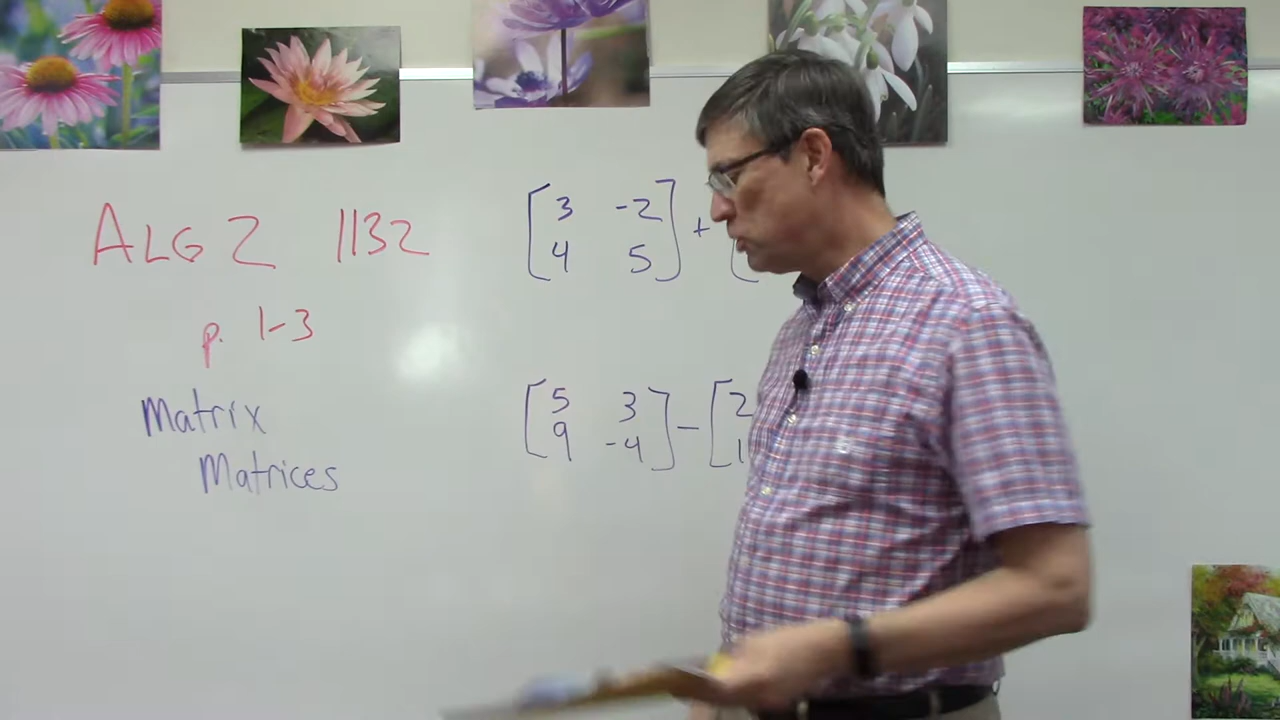 ALG 2 1132
p. 1-3
Matrix
Matrices
[ 3 -2 ] + [
[ 4 5 ]
[ 5 3 ] - [ 2
[ 9 -4 ] [ 1